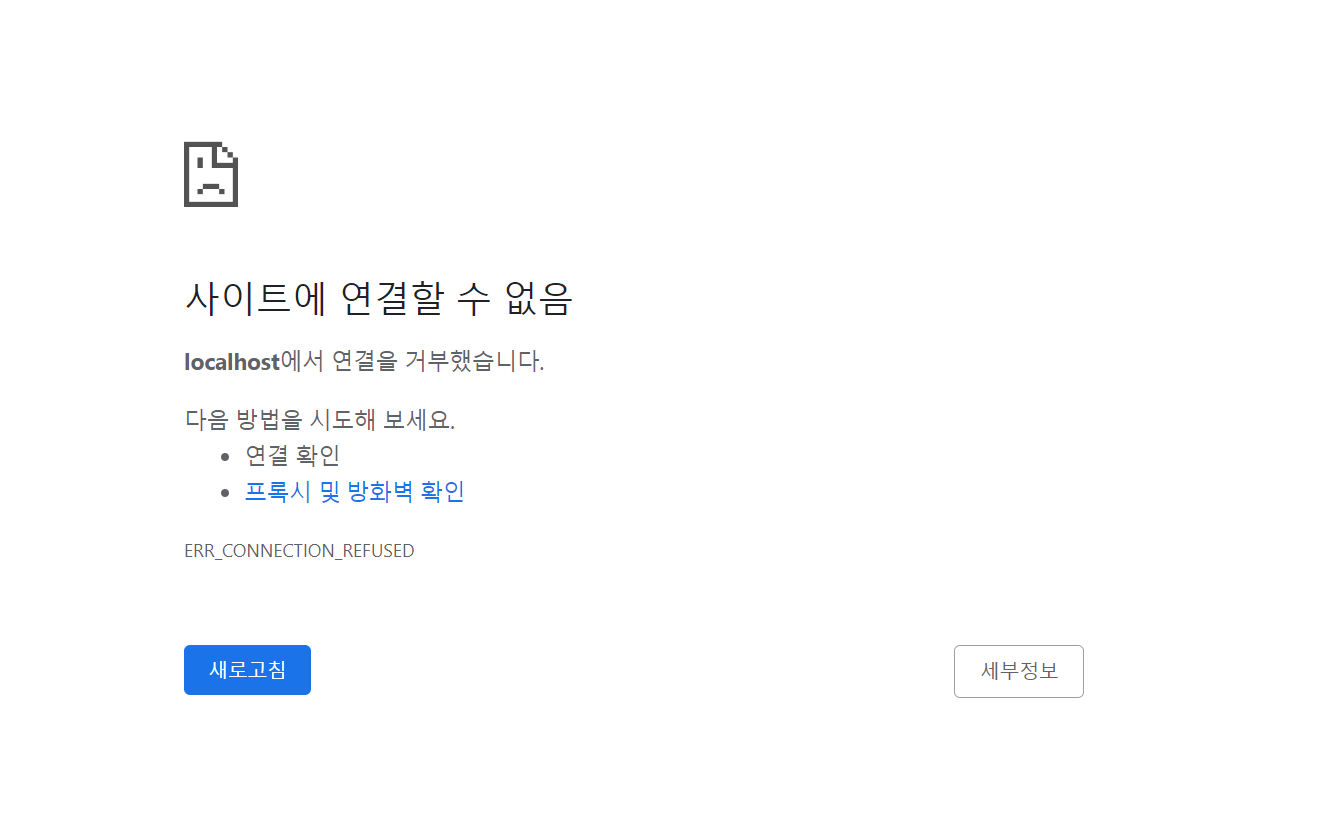 사이트에 연결할 수 없음
localhost에서 연결을 거부했습니다.
다음 방법을 시도해 보세요.
연결 확인
프록시 및 방화벽 확인
ERR_CONNECTION_REFUSED
새로고침
세부정보